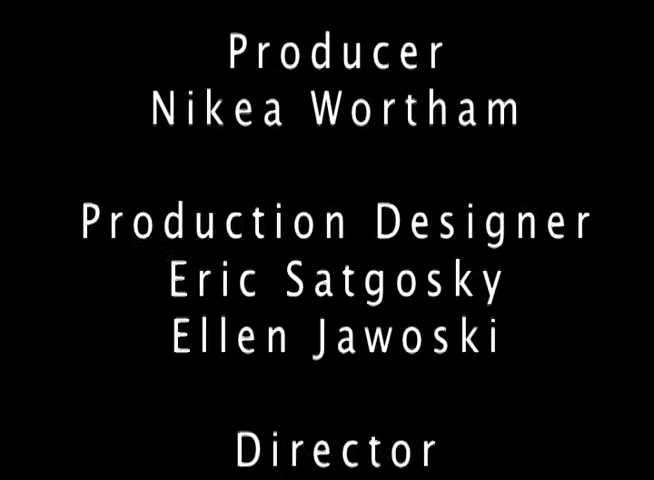 Producer
Nikea Wortham
Production Designer
Eric Satgosky
Ellen Jawoski
Director